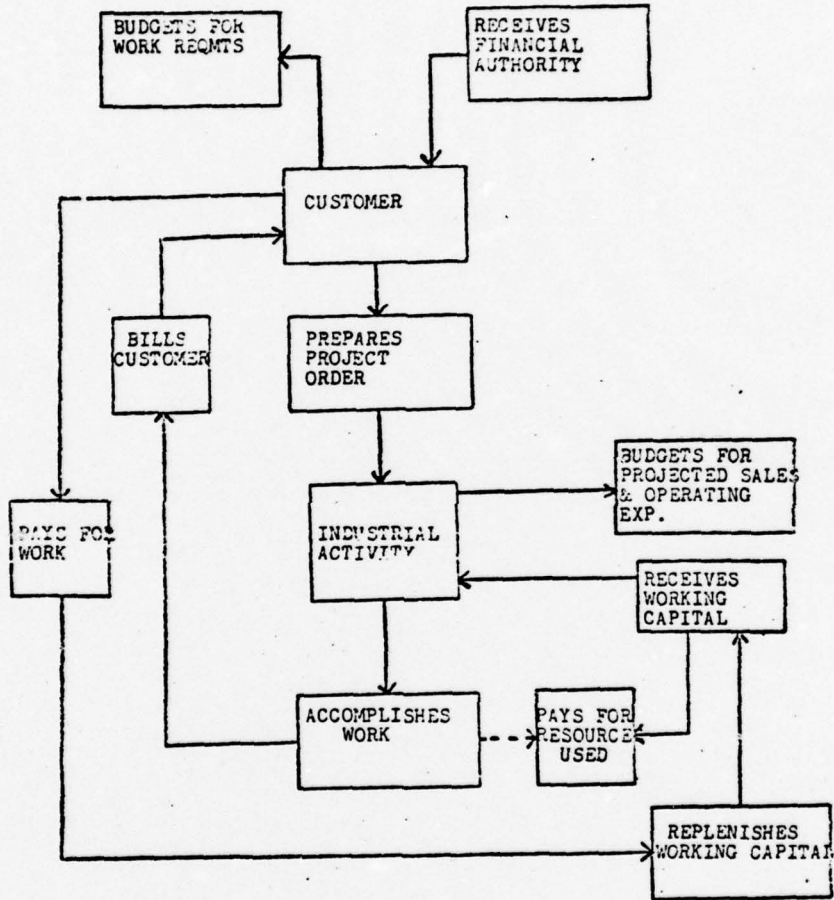 BUDGETS FOR
WORK REQMTS
RECEIVES
FINANCIAL
AUTHORITY
CUSTOMER
BILLS
CUSTOMER
PREPARES
PROJECT
ORDER
BUDGETS FOR
PROJECTED SALES
& OPERATING
EXP.
PAYS FOR
WORK
INDUSTRIAL
ACTIVITY
RECEIVES
WORKING
CAPITAL
ACCOMPLISHES
WORK
PAYS FOR
RESOURCE
USED
REPLENISHES
WORKING CAPITAL